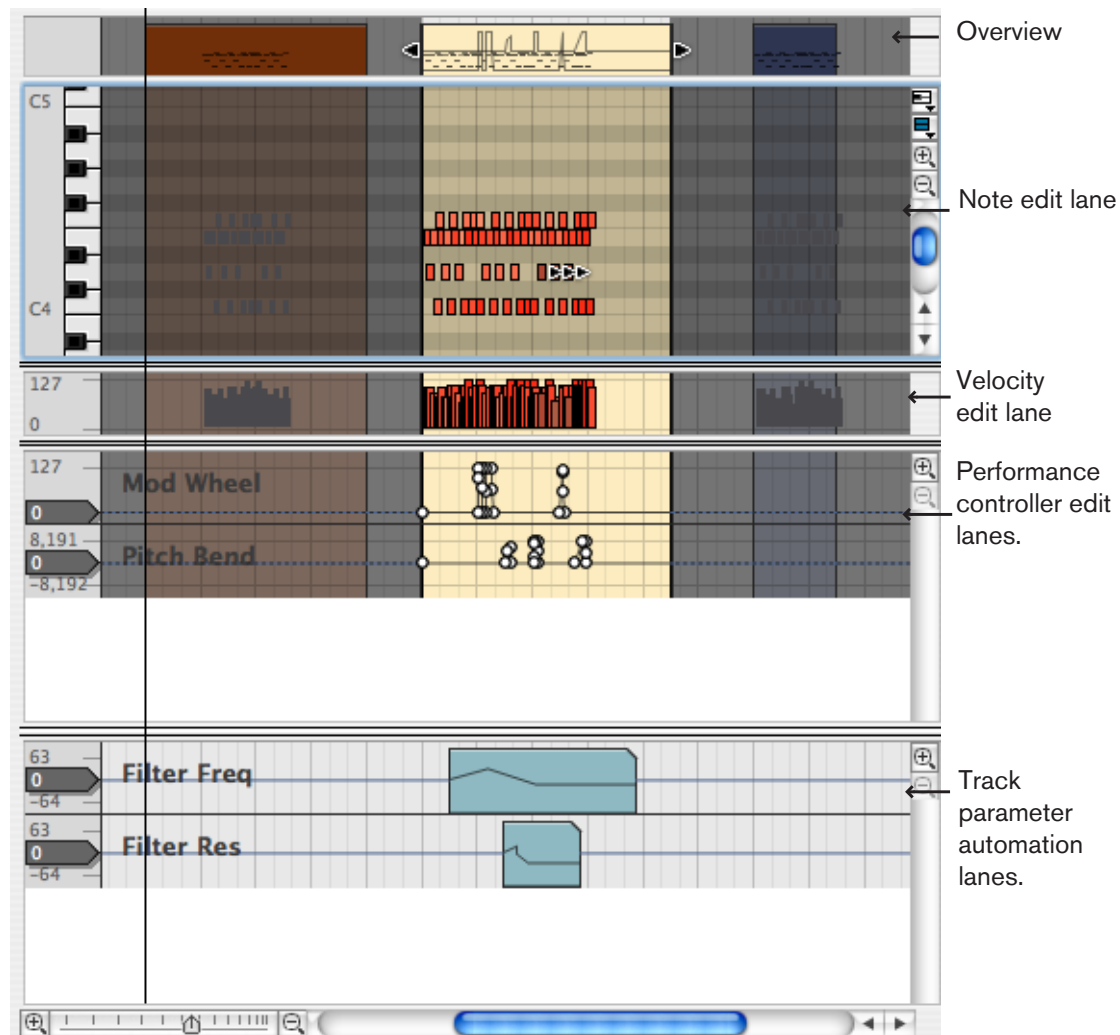 Overview
C5
Note edit lane
C4
127
0
Velocity
edit lane
127
Mod Wheel
0
8,191
Pitch Bend
0
-8,192
Performance
controller edit
lanes.
63
0
Filter Freq
-64
63
0
Filter Res
-64
Track
parameter
automation
lanes.